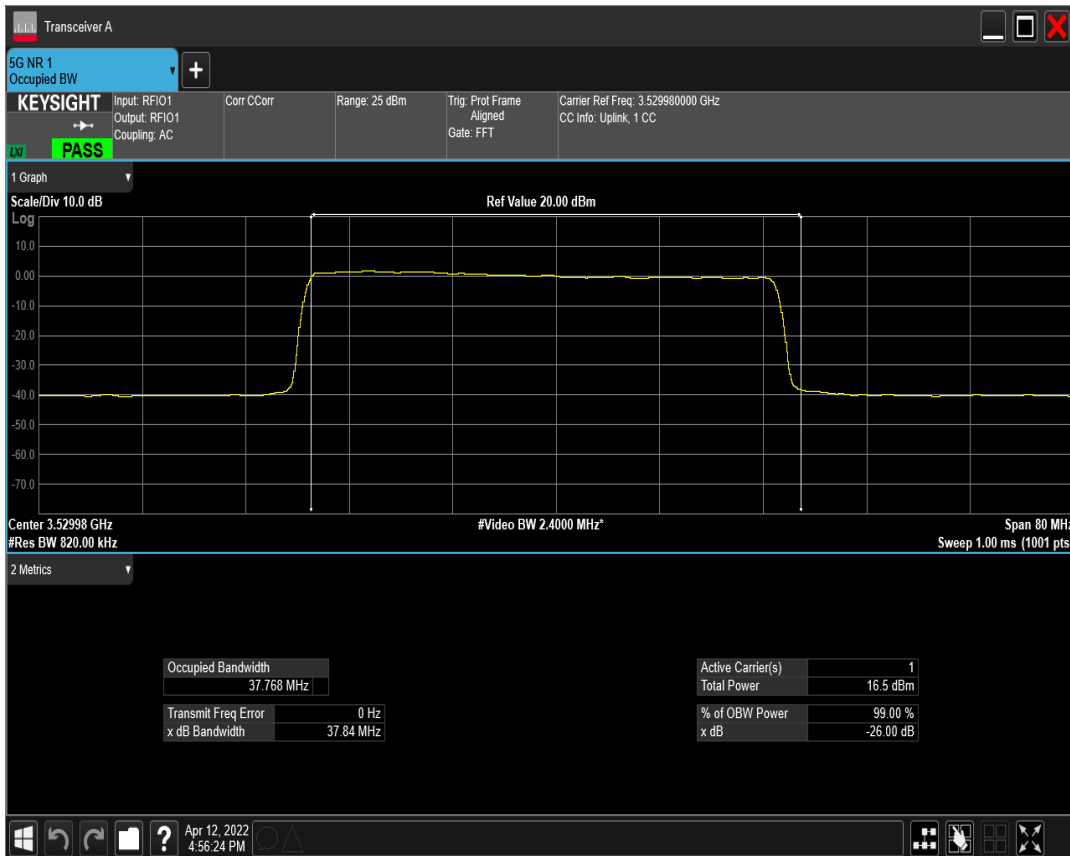 Transceiver A
5G NR 1
Occupied BW
+
KEYSIGHT
LXI
PASS
Input: RFIO1
Output: RFIO1
Coupling: AC
Corr CCorr
Range: 25 dBm
Trig: Prot Frame
Aligned
Gate: FFT
Carrier Ref Freq: 3.529980000 GHz
CC Info: Uplink, 1 CC
1 Graph
Scale/Div 10.0 dB
Ref Value 20.00 dBm
Log
10.0
0.00
-10.0
-20.0
-30.0
-40.0
-50.0
-60.0
-70.0
Center 3.52998 GHz
#Video BW 2.4000 MHz*
Span 80 MHz
#Res BW 820.00 kHz
Sweep 1.00 ms (1001 pts
2 Metrics
Occupied Bandwidth
37.768 MHz
Transmit Freq Error 0 Hz
x dB Bandwidth 37.84 MHz
Active Carrier(s) 1
Total Power 16.5 dBm
% of OBW Power 99.00 %
x dB -26.00 dB
?
Apr 12, 2022
4:56:24 PM